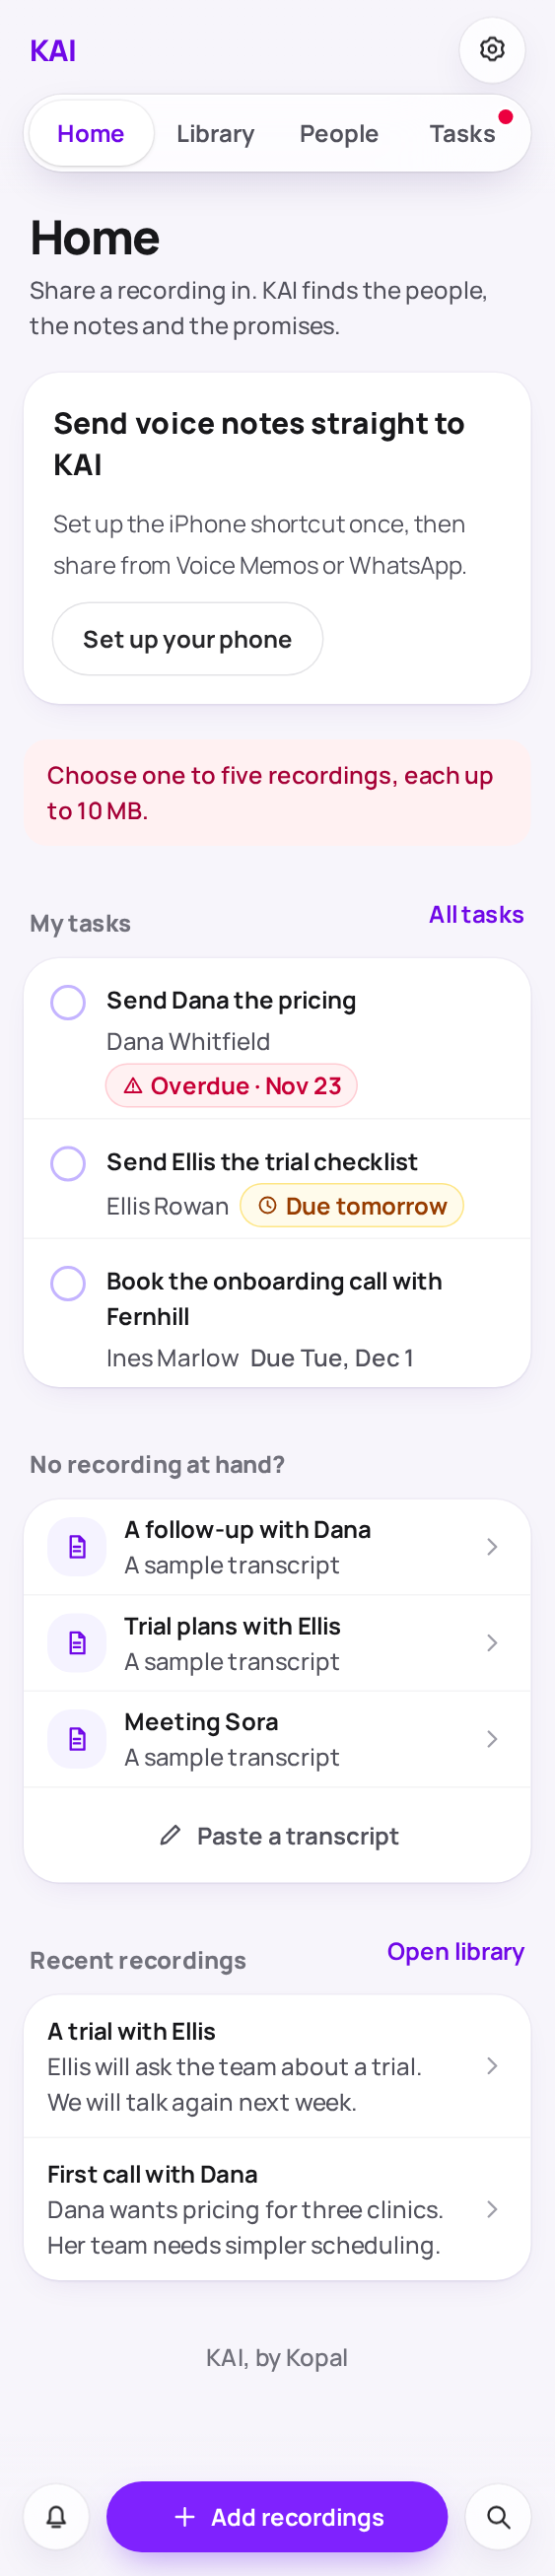 KAI
Home
Library
People
Tasks
Home
Share a recording in. KAI finds the people,
the notes and the promises.
Send voice notes straight to
KAI
Set up the iPhone shortcut once, then
share from Voice Memos or WhatsApp.
Set up your phone
Choose one to five recordings, each up
to 10 MB.
My tasks
All tasks
Send Dana the pricing
Dana Whitfield
Overdue · Nov 23
Send Ellis the trial checklist
Ellis Rowan Due tomorrow
Book the onboarding call with
Fernhill
Ines Marlow Due Tue, Dec 1
No recording at hand?
A follow-up with Dana
A sample transcript
Trial plans with Ellis
A sample transcript
Meeting Sora
A sample transcript
Paste a transcript
Recent recordings
Open library
A trial with Ellis
Ellis will ask the team about a trial.
We will talk again next week.
First call with Dana
Dana wants pricing for three clinics.
Her team needs simpler scheduling.
KAI, by Kopal
Add recordings